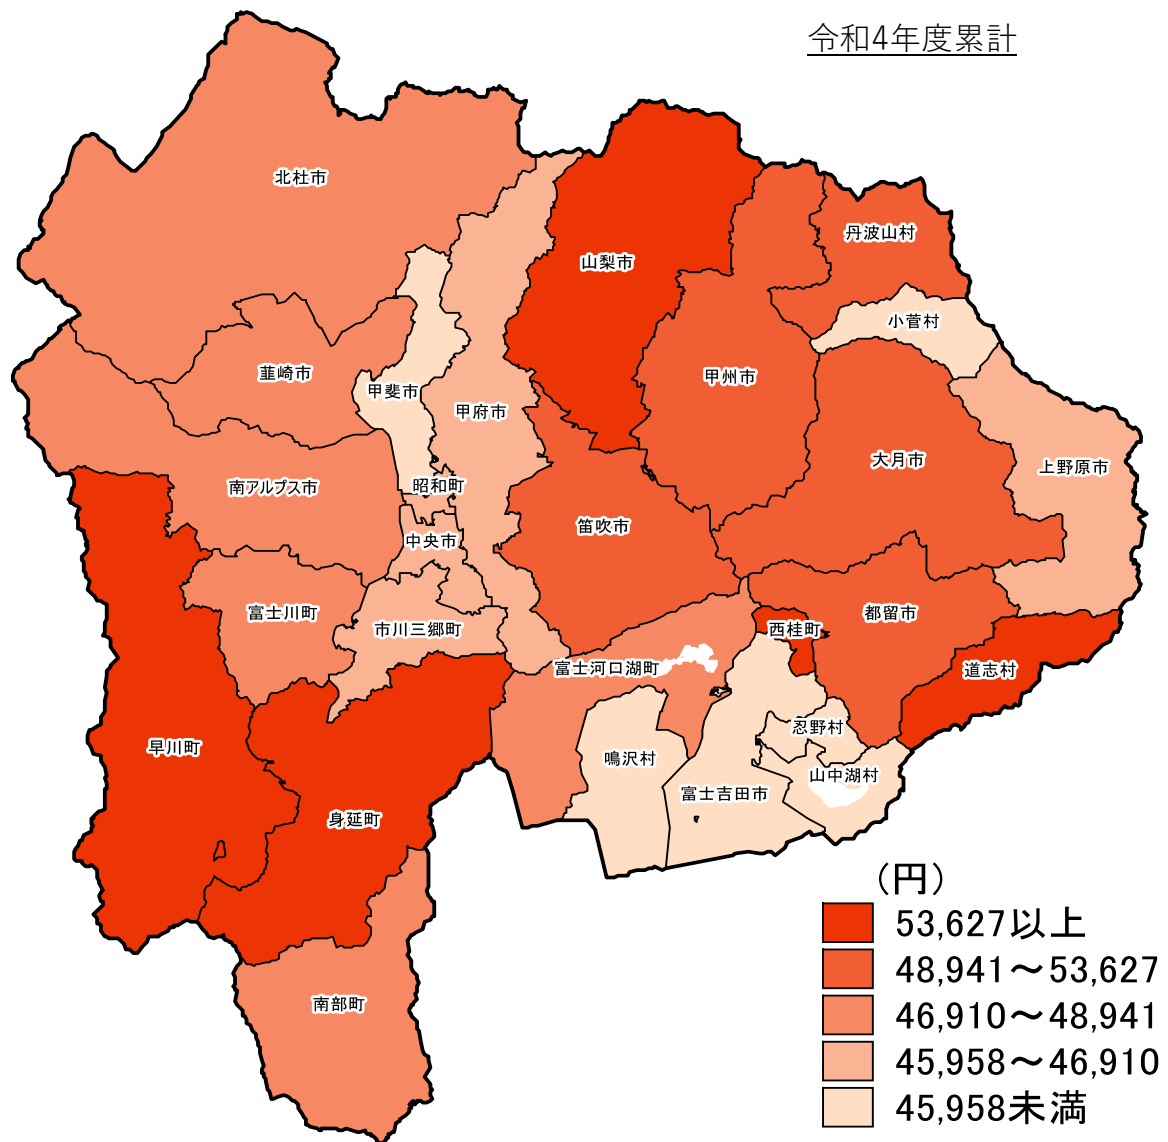 令和4年度累計
北杜市
丹波山村
山梨市
小菅村
韮崎市
甲斐市
甲州市
甲府市
大月市
上野原市
南アルプス市
昭和町
笛吹市
中央市
富士川町
市川三郷町
西桂町
都留市
富士河口湖町
道志村
忍野村
早川町
鳴沢村
山中湖村
富士吉田市
身延町
南部町
(円)
53,627以上
48,941～53,627
46,910～48,941
45,958～46,910
45,958未満